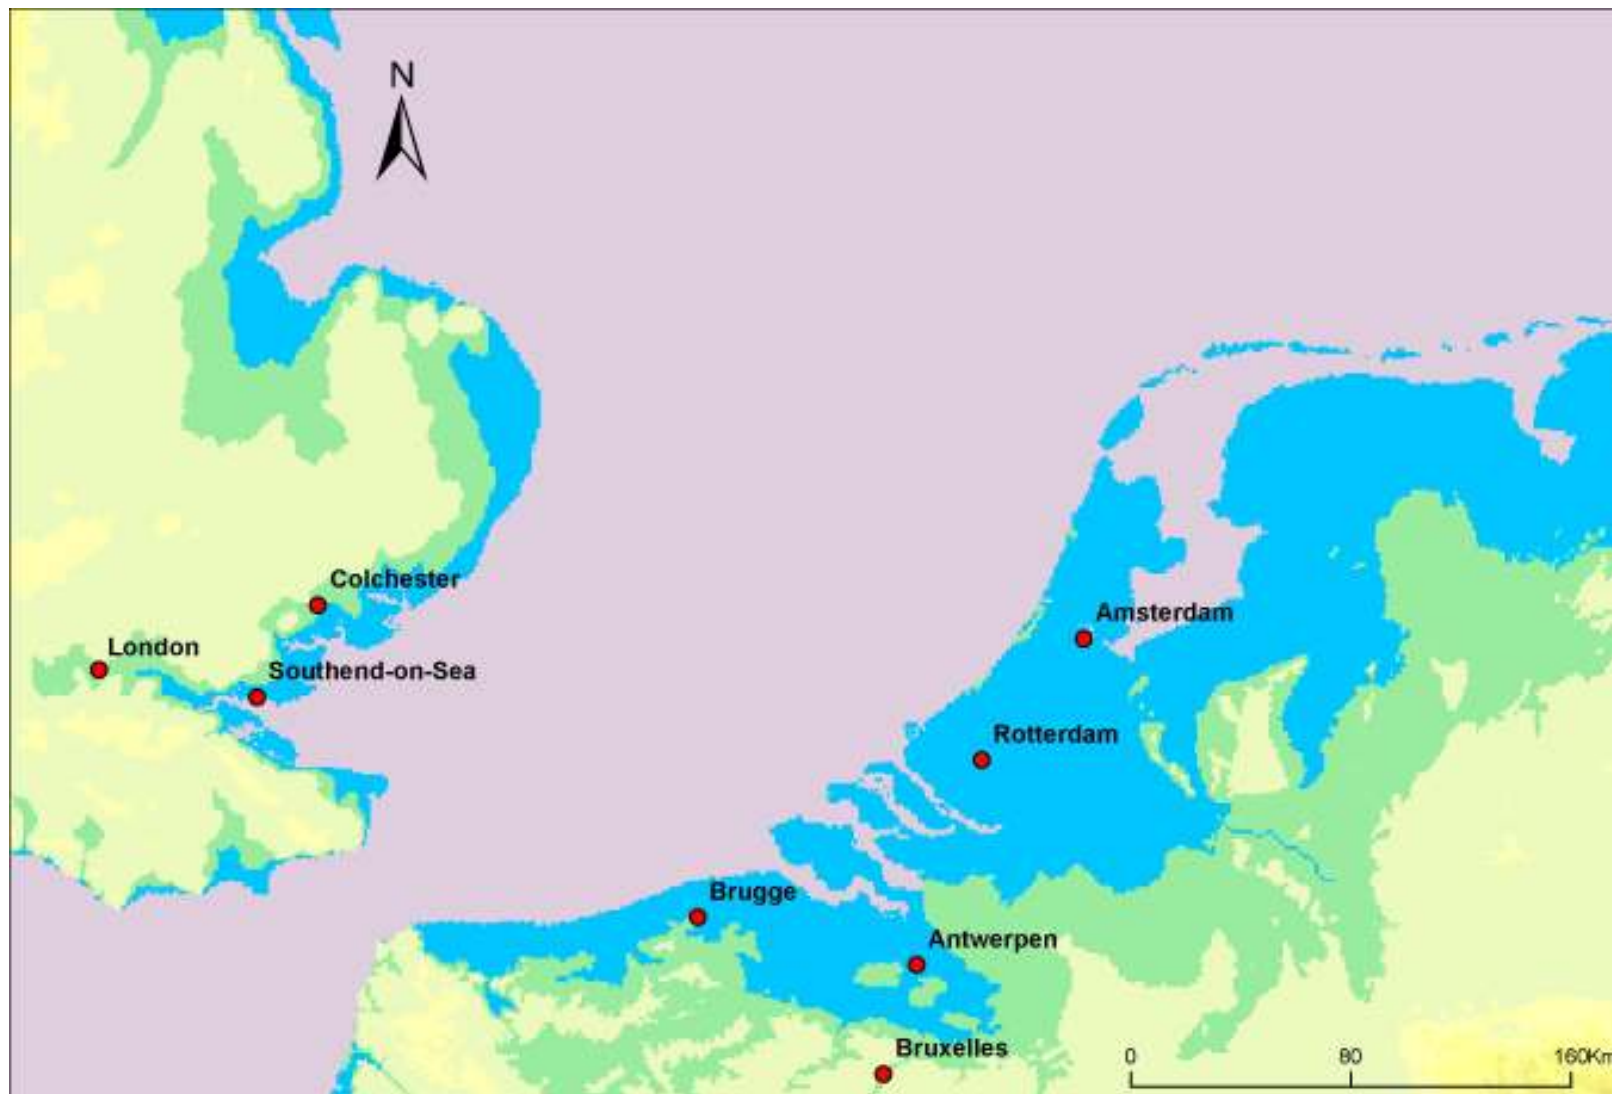 N
Colchester
Amsterdam
London
Southend-on-Sea
Rotterdam
Brugge
Antwerpen
Bruxelles
0 80 160Km